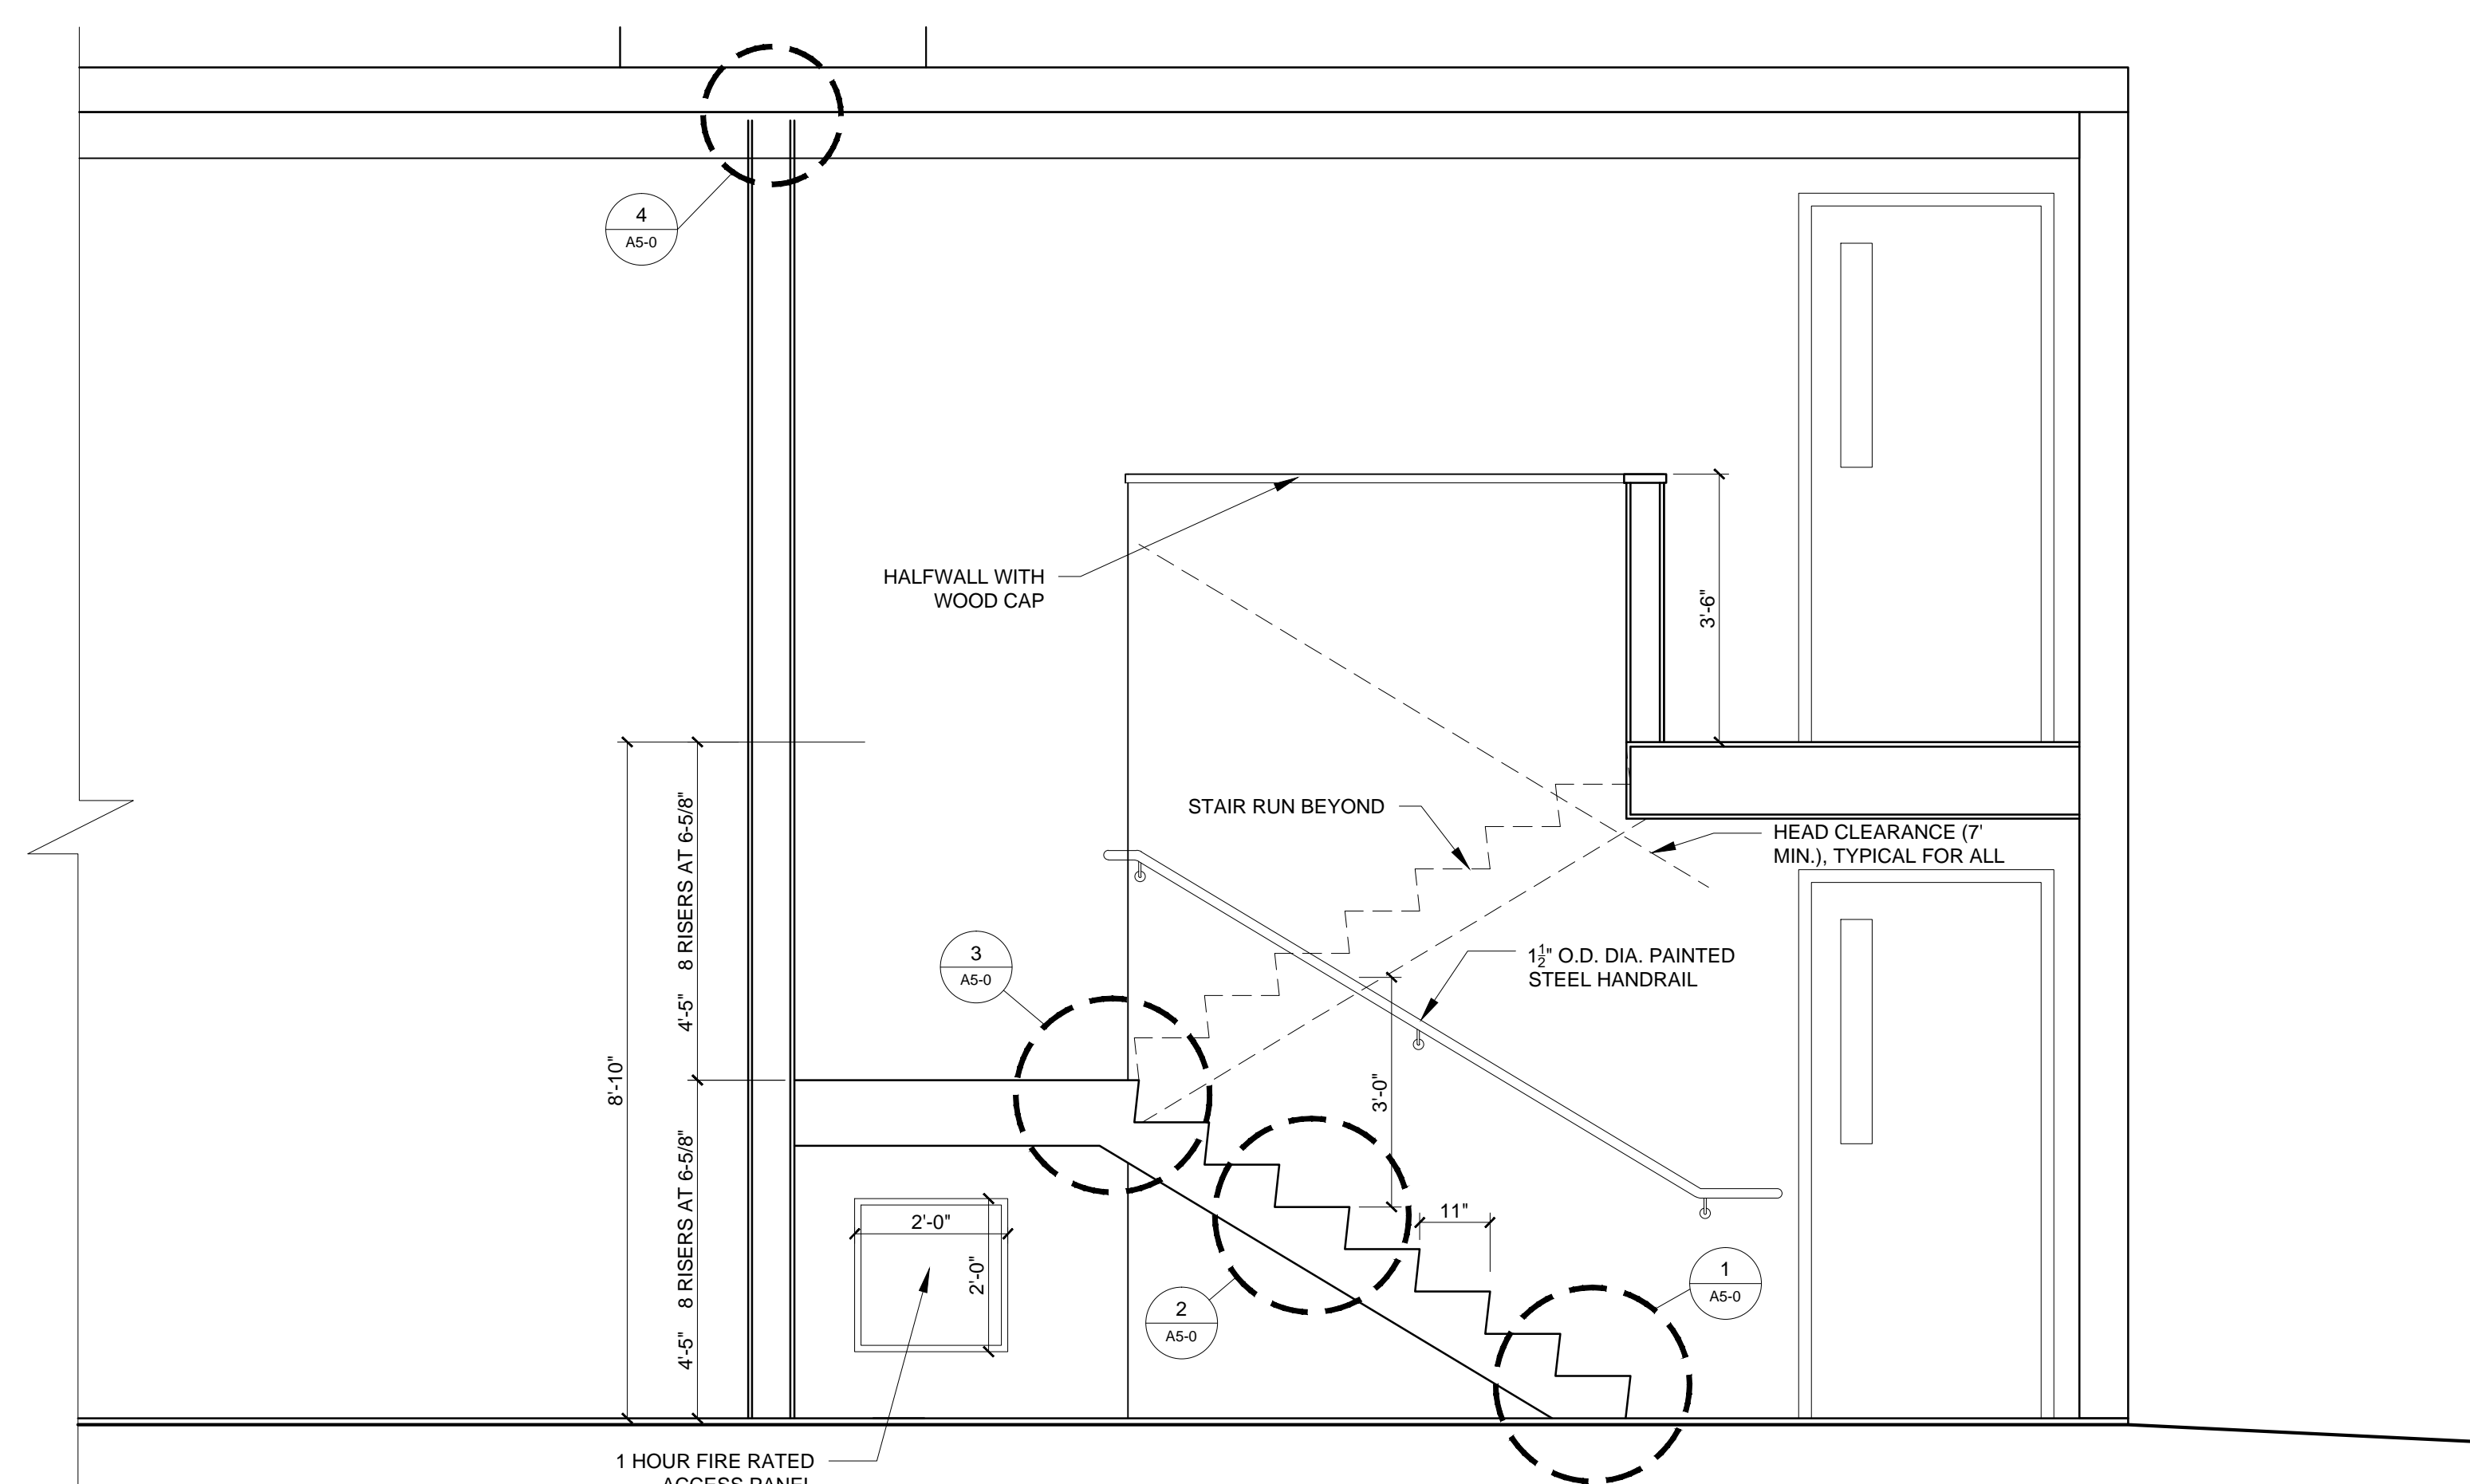 4
A5-0
HALFWALL WITH
WOOD CAP
3'-6"
STAIR RUN BEYOND
HEAD CLEARANCE (7'
MIN.), TYPICAL FOR ALL
8 RISERS AT 6-5/8"
4'-5"
3
A5-0
1½" O.D. DIA. PAINTED
STEEL HANDRAIL
8'-10"
3'-0"
8 RISERS AT 6-5/8"
4'-5"
2'-0"
2'-0"
11"
1
A5-0
2
A5-0
1 HOUR FIRE RATED
ACCESS PANEL